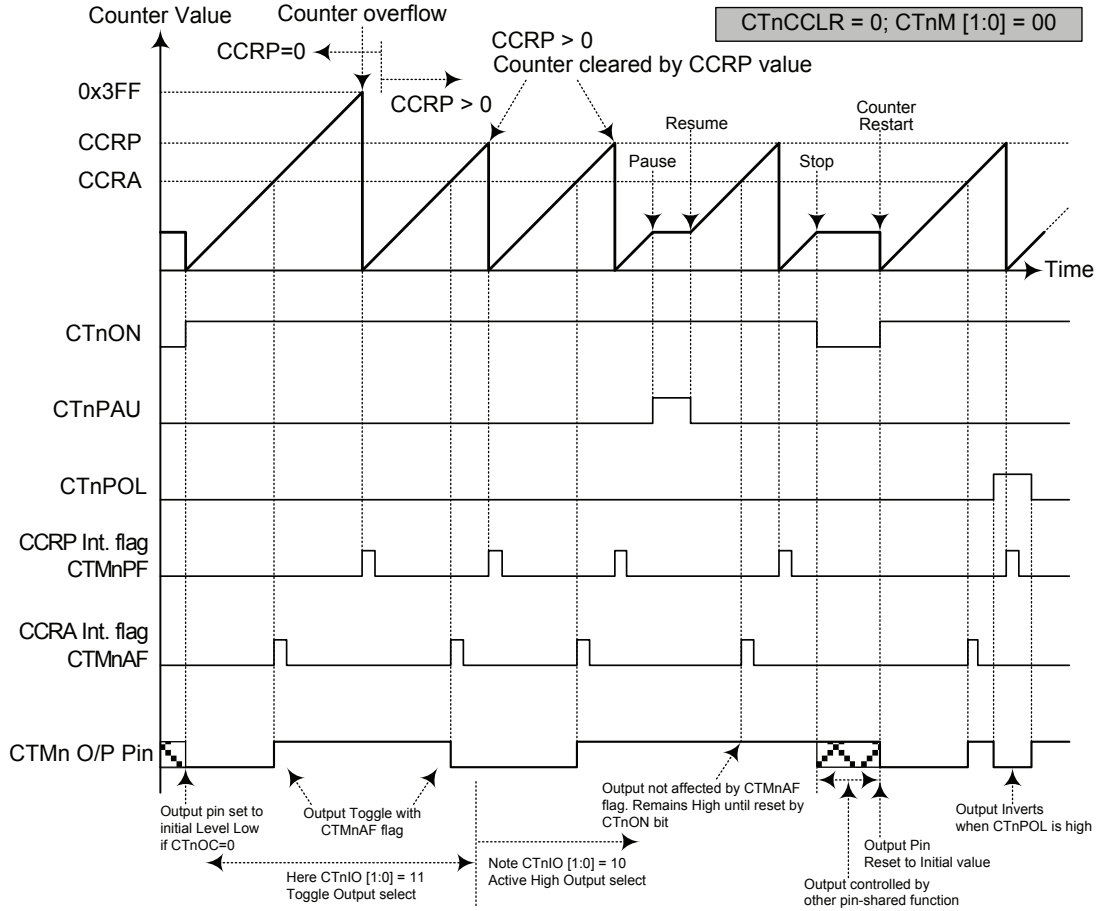 Counter Value
Counter overflow
CTnCCLR = 0; CTnM [1:0] = 00
CCRP=0
CCRP > 0
CCRP > 0
Counter cleared by CCRP value
0x3FF
CCRP
CCRA
Pause
Resume
Stop
Counter
Restart
Time
CTnON
CTnPAU
CTnPOL
CCRP Int. flag
CTMnPF
CCRA Int. flag
CTMnAF
CTMn O/P Pin
Output pin set to
initial Level Low
if CTnOC=0
Output Toggle with
CTMnAF flag
Here CTnIO [1:0] = 11
Toggle Output select
Note CTnIO [1:0] = 10
Active High Output select
Output not affected by CTMnAF
flag. Remains High until reset by
CTnON bit
Output controlled by
other pin-shared function
Output Pin
Reset to Initial value
Output Inverts
when CTnPOL is high